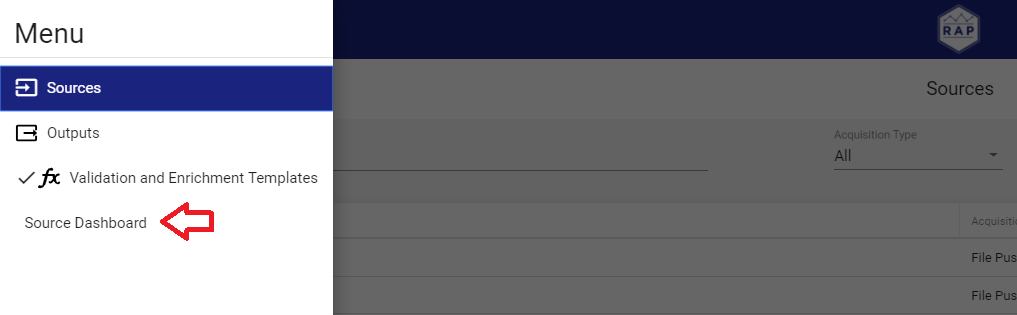 Menu
RAP
Sources
Sources
Outputs
Acquisition Type
All
fx Validation and Enrichment Templates
Source Dashboard
Acquisiti
File Pus
File Pus